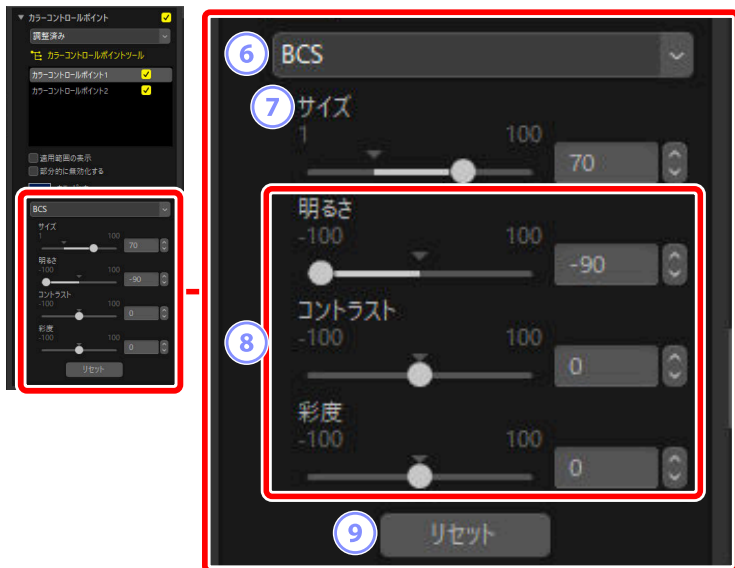 カラーコントロールポイント
調整済み
カラーコントロールポイントツール
カラーコントロールポイント1
カラーコントロールポイント2
適用範囲の表示
部分的に無効化する
BCS
サイズ
1 100
70
明るさ
-100 100
-90
コントラスト
-100 100
0
彩度
-100 100
0
リセット
6 BCS
7 サイズ
1 100
70
明るさ
-100 100
-90
8
コントラスト
-100 100
0
彩度
-100 100
0
9 リセット